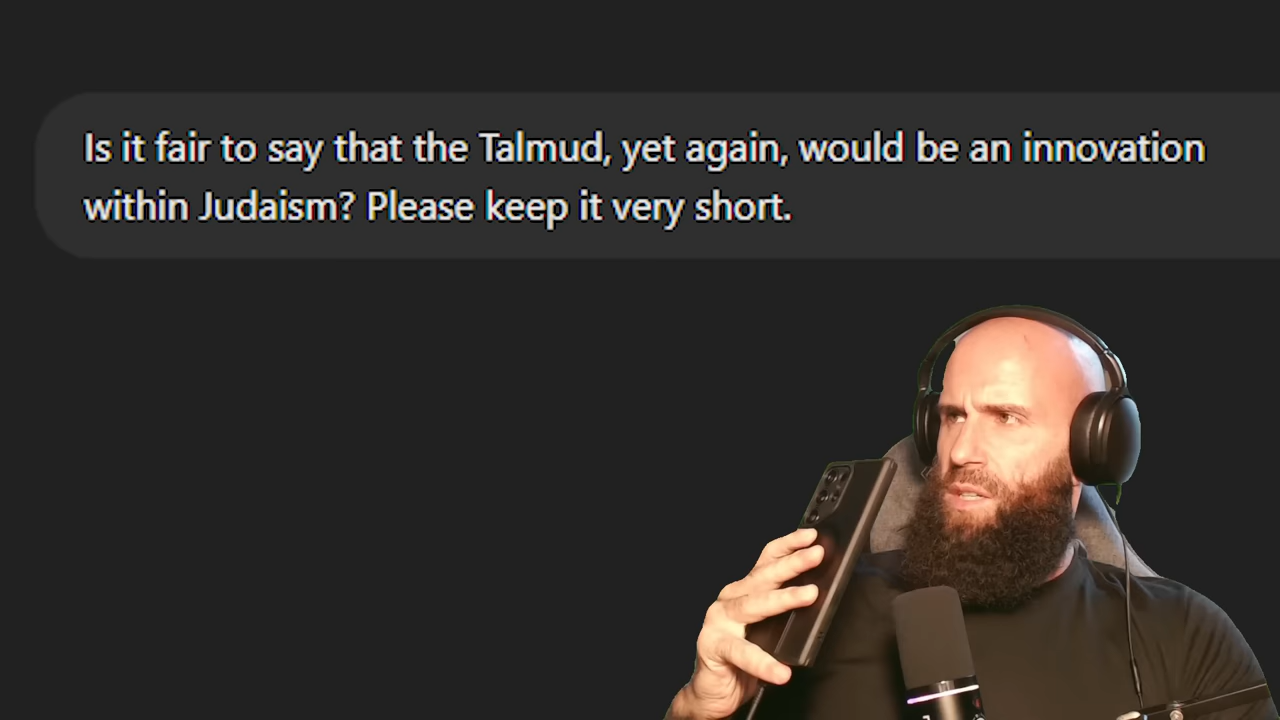 Is it fair to say that the Talmud, yet again, would be an innovation
within Judaism? Please keep it very short.